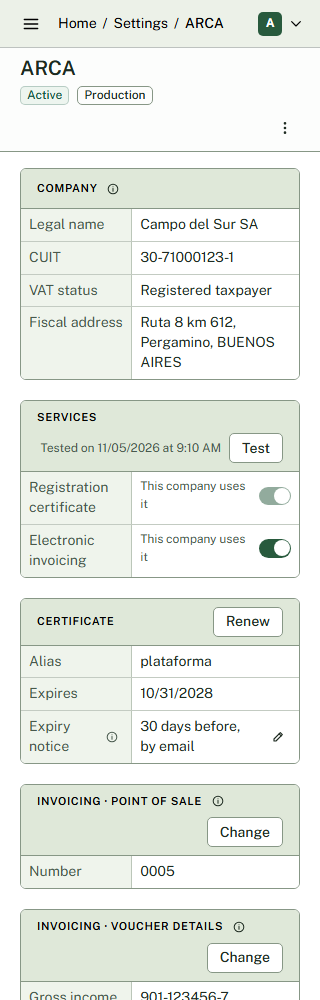 Home / Settings / ARCA
A
ARCA
Active
Production
COMPANY
Legal name
Campo del Sur SA
CUIT
30-71000123-1
VAT status
Registered taxpayer
Fiscal address
Ruta 8 km 612,
Pergamino, BUENOS
AIRES
SERVICES
Tested on 11/05/2026 at 9:10 AM
Test
Registration
certificate
This company uses
it
Electronic
invoicing
This company uses
it
CERTIFICATE
Renew
Alias
plataforma
Expires
10/31/2028
Expiry
notice
30 days before,
by email
INVOICING · POINT OF SALE
Change
Number
0005
INVOICING · VOUCHER DETAILS
Change
Gross income
901-123456-7